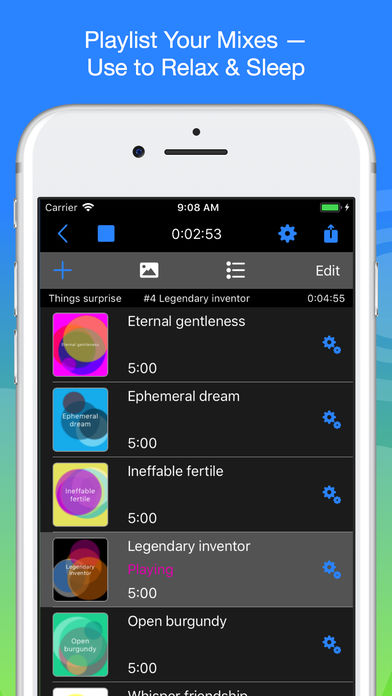 Playlist Your Mixes —
Use to Relax & Sleep
Carrier 9:08 AM
0:02:53
Edit
Things surprise #4 Legendary inventor 0:04:55
Eternal gentleness
Eternal gentleness
5:00
Ephemeral dream
Ephemeral
dream
5:00
Ineffable fertile
Ineffable
fertile
5:00
Legendary inventor
Playing
Legendary
inventor
5:00
Open burgundy
Open
burgundy
5:00
Whisper friendship